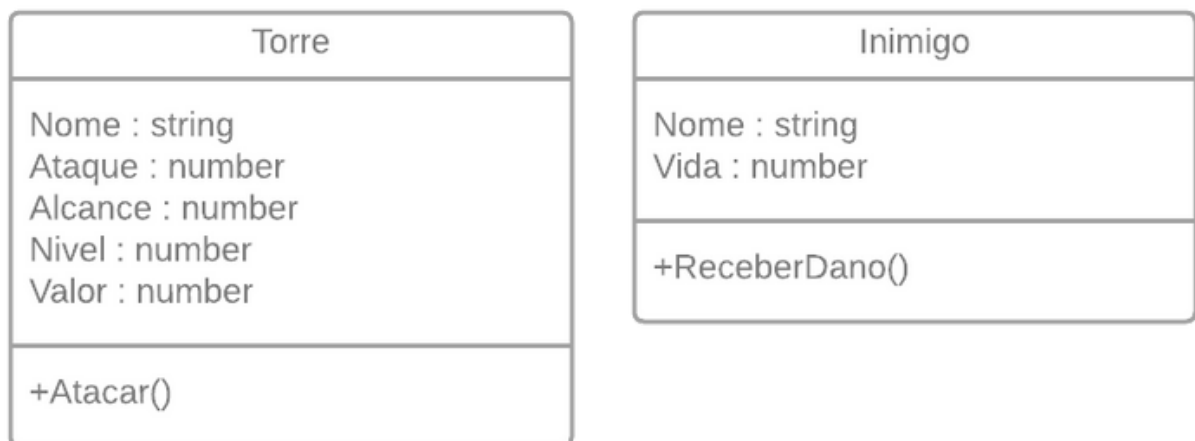 Torre
Nome : string
Ataque : number
Alcance : number
Nivel : number
Valor : number
+Atacar()
Inimigo
Nome : string
Vida : number
+ReceberDano()